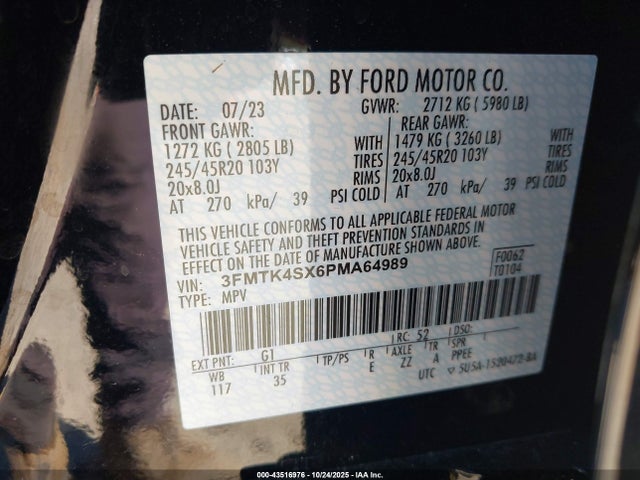 MFD. BY FORD MOTOR CO.
DATE: 07/23 GVWR: 2712 KG ( 5980 LB)
FRONT GAWR: REAR GAWR:
1272 KG ( 2805 LB) WITH 1479 KG ( 3260 LB) WITH
245/45R20 103Y TIRES 245/45R20 103Y TIRES
20x8.0J RIMS 20x8.0J RIMS
AT 270 kPa/ 39 PSI COLD AT 270 kPa/ 39 PSI COLD
THIS VEHICLE CONFORMS TO ALL APPLICABLE FEDERAL MOTOR
VEHICLE SAFETY AND THEFT PREVENTION STANDARDS IN
EFFECT ON THE DATE OF MANUFACTURE SHOWN ABOVE.
VIN: 3FMTK4SX6PMA64989 F0062
TYPE: MPV T0104
EXT PNT: G1 RC: 52 DSO:
WB INT TR TP/PS R AXLE TR SPR
117 35 E ZZ A PPEE
UTC ▽ 5U5A-1520472-BA
000-43516976 - 10/24/2025 - IAA Inc.